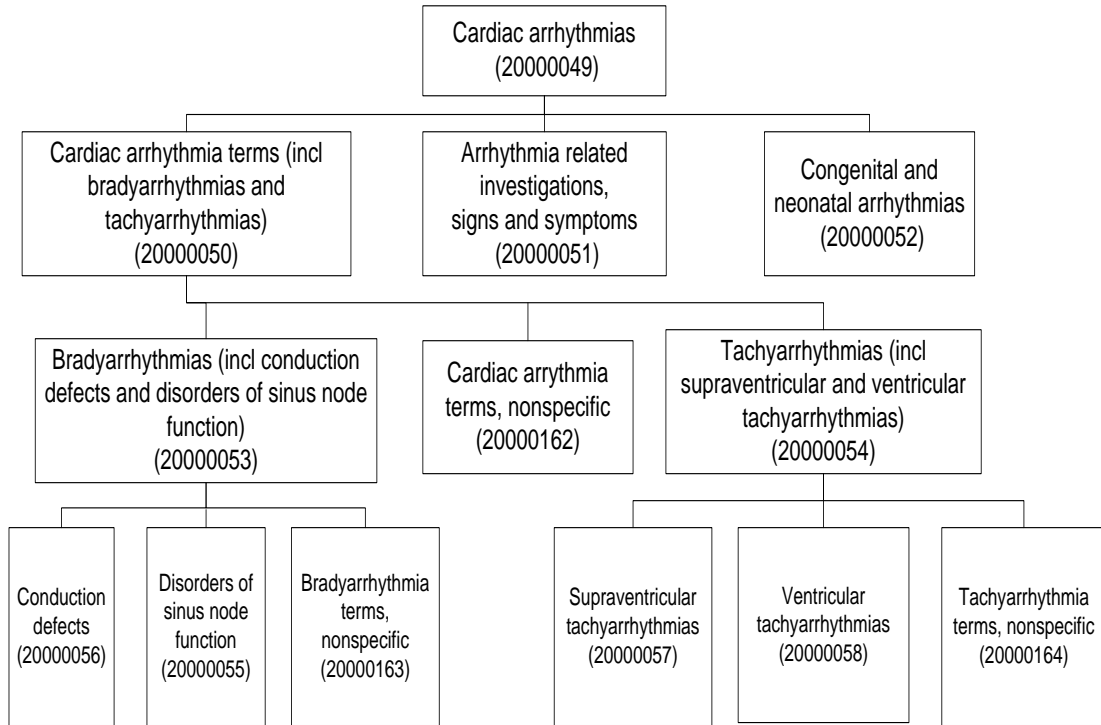 Cardiac arrhythmias
(20000049)
Cardiac arrhythmia terms (incl
bradyarrhythmias and
tachyarrhythmias)
(20000050)
Arrhythmia related
investigations,
signs and symptoms
(20000051)
Congenital and
neonatal arrhythmias
(20000052)
Bradyarrhythmias (incl conduction
defects and disorders of sinus node
function)
(20000053)
Cardiac arrythmia
terms, nonspecific
(20000162)
Tachyarrhythmias (incl
supraventricular and ventricular
tachyarrhythmias)
(20000054)
Conduction
defects
(20000056)
Disorders of
sinus node
function
(20000055)
Bradyarrhythmia
terms,
nonspecific
(20000163)
Supraventricular
tachyarrhythmias
(20000057)
Ventricular
tachyarrhythmias
(20000058)
Tachyarrhythmia
terms, nonspecific
(20000164)